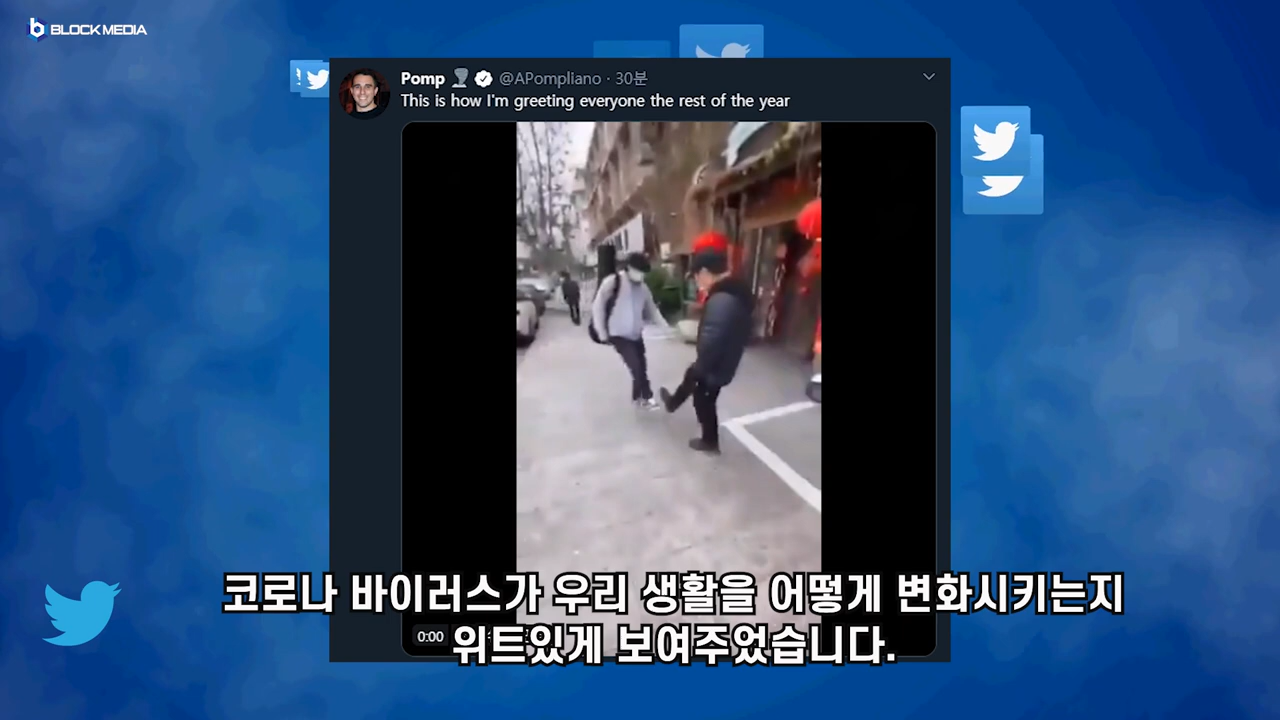 BLOCKMEDIA
Pomp @APompliano · 30분
This is how I'm greeting everyone the rest of the year
코로나 바이러스가 우리 생활을 어떻게 변화시키는지
0:00
위트있게 보여주었습니다.